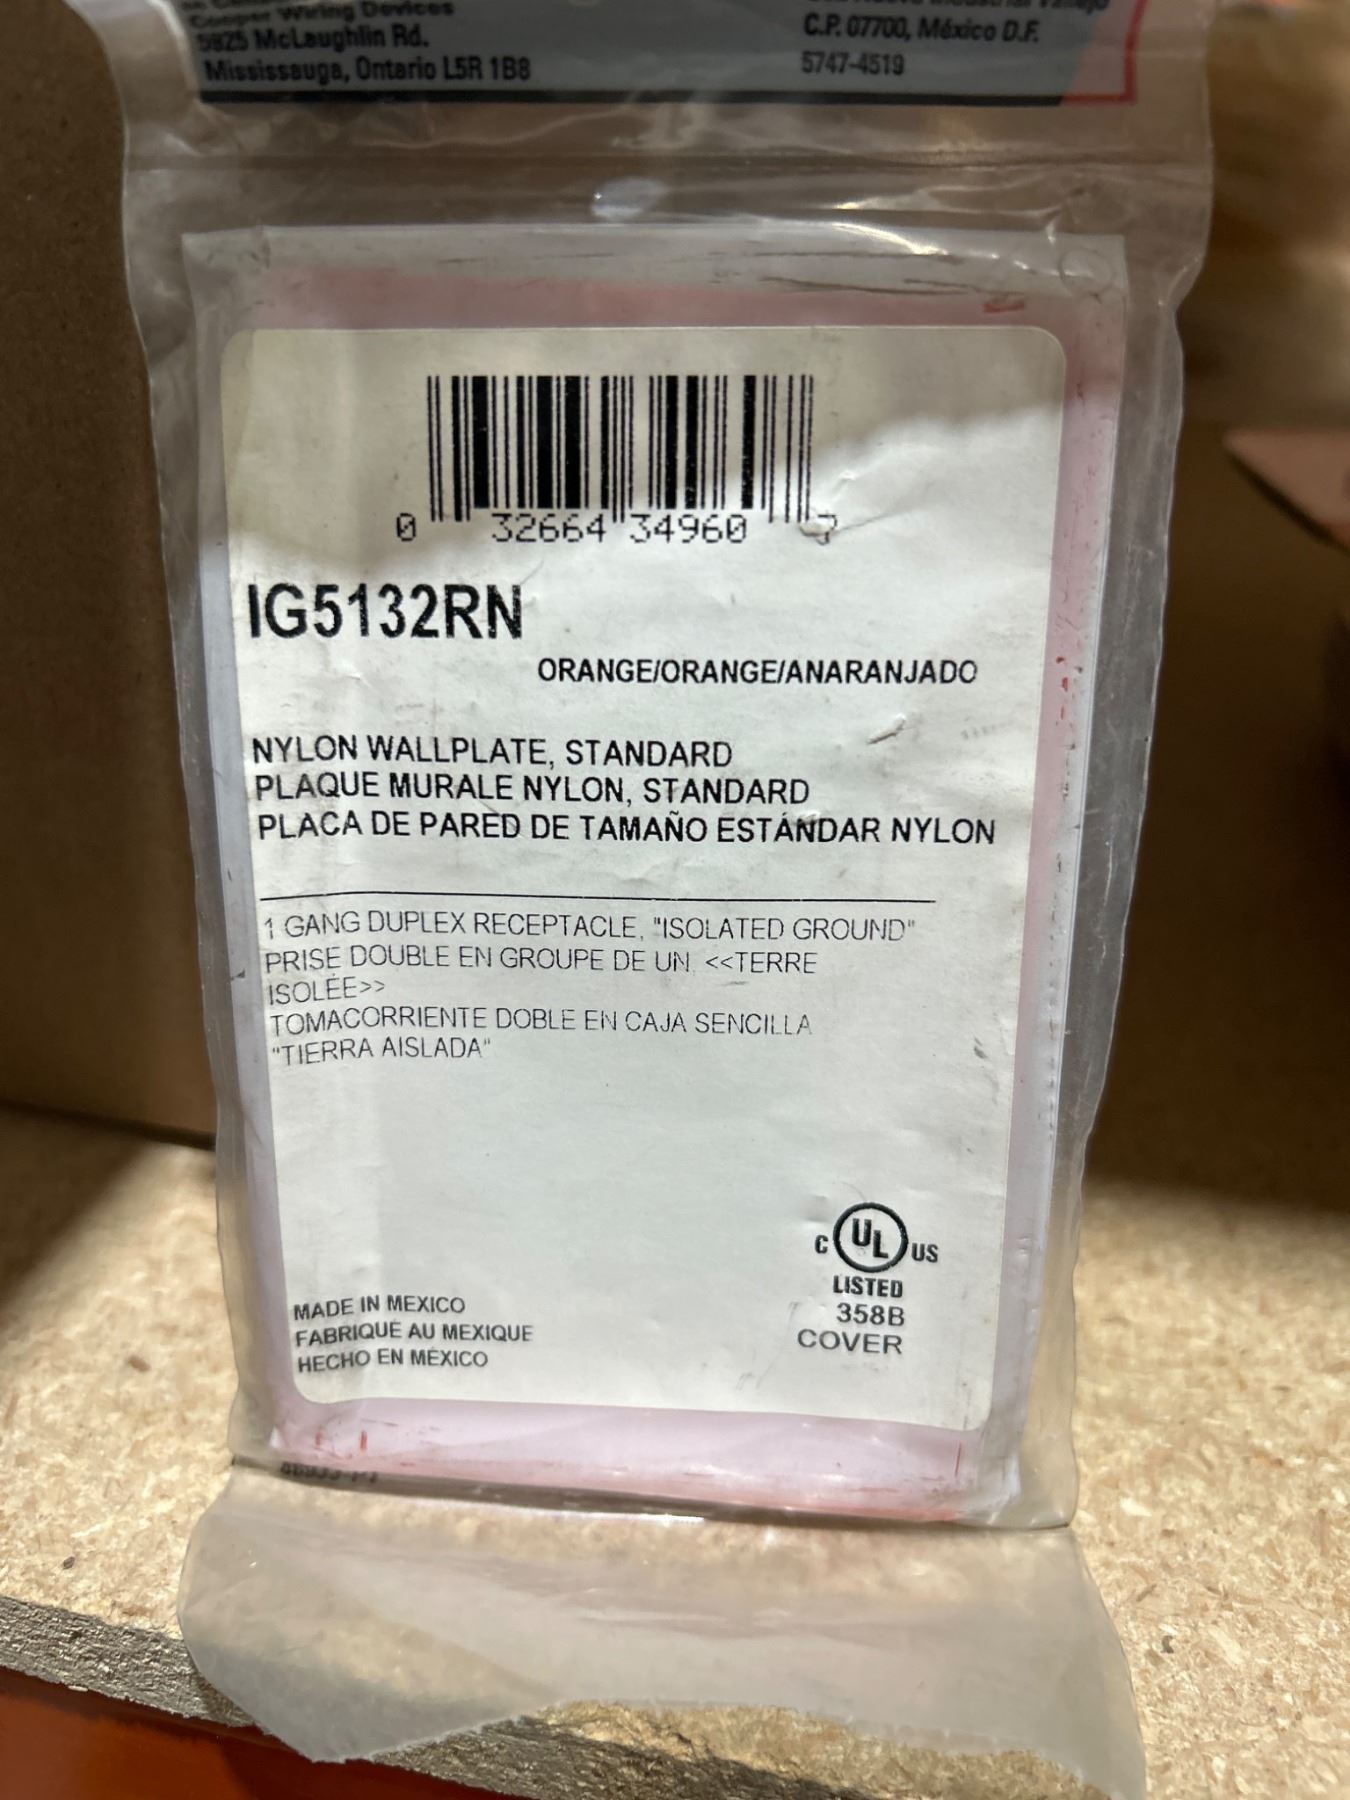 Cooper Wiring Devices
5925 McLaughlin Rd.
Mississauga, Ontario L5R 1B8
C.P. 07700, México D.F.
5747-4519
0 32664 34960 7
IG5132RN
ORANGE/ORANGE/ANARANJADO
NYLON WALLPLATE, STANDARD
PLAQUE MURALE NYLON, STANDARD
PLACA DE PARED DE TAMAÑO ESTÁNDAR NYLON
1 GANG DUPLEX RECEPTACLE, "ISOLATED GROUND"
PRISE DOUBLE EN GROUPE DE UN, <<TERRE
ISOLÉE>>
TOMACORRIENTE DOBLE EN CAJA SENCILLA
"TIERRA AISLADA"
C UL US
LISTED
358B
COVER
MADE IN MEXICO
FABRIQUÉ AU MEXIQUE
HECHO EN MÉXICO